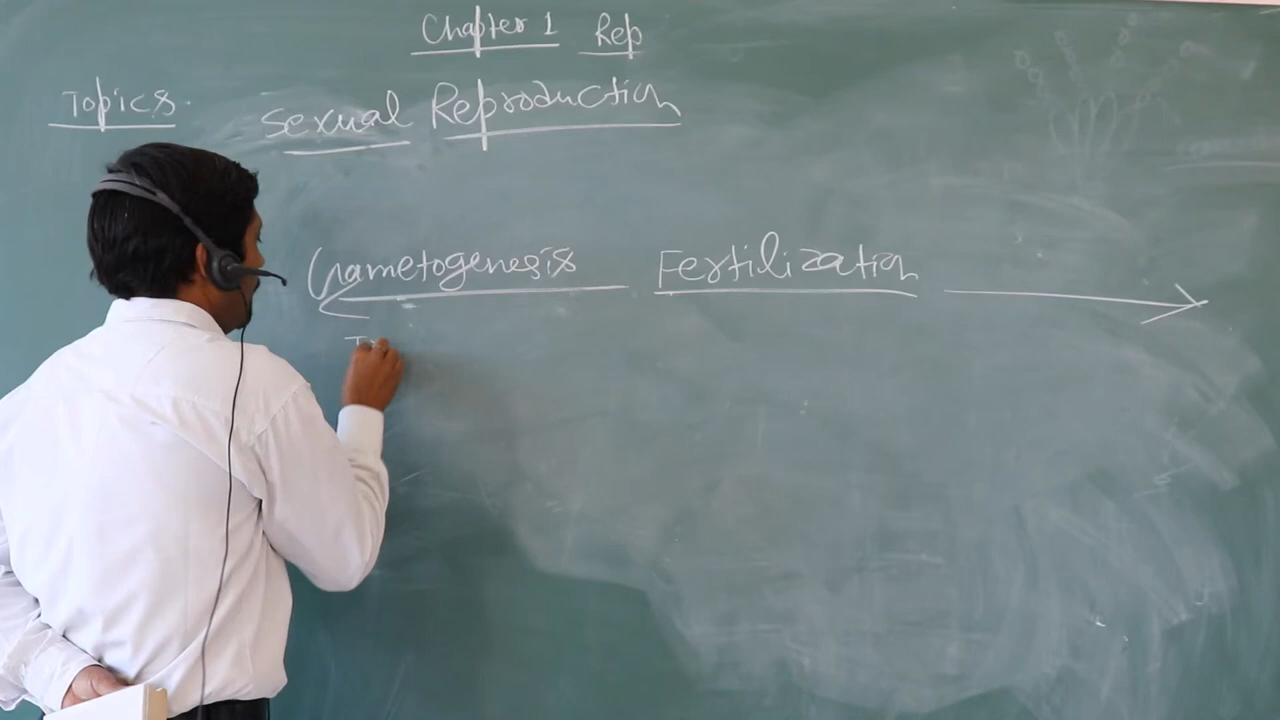 Chapter 1 Rep
Topics
Sexual Reproduction
Gametogenesis Fertilization